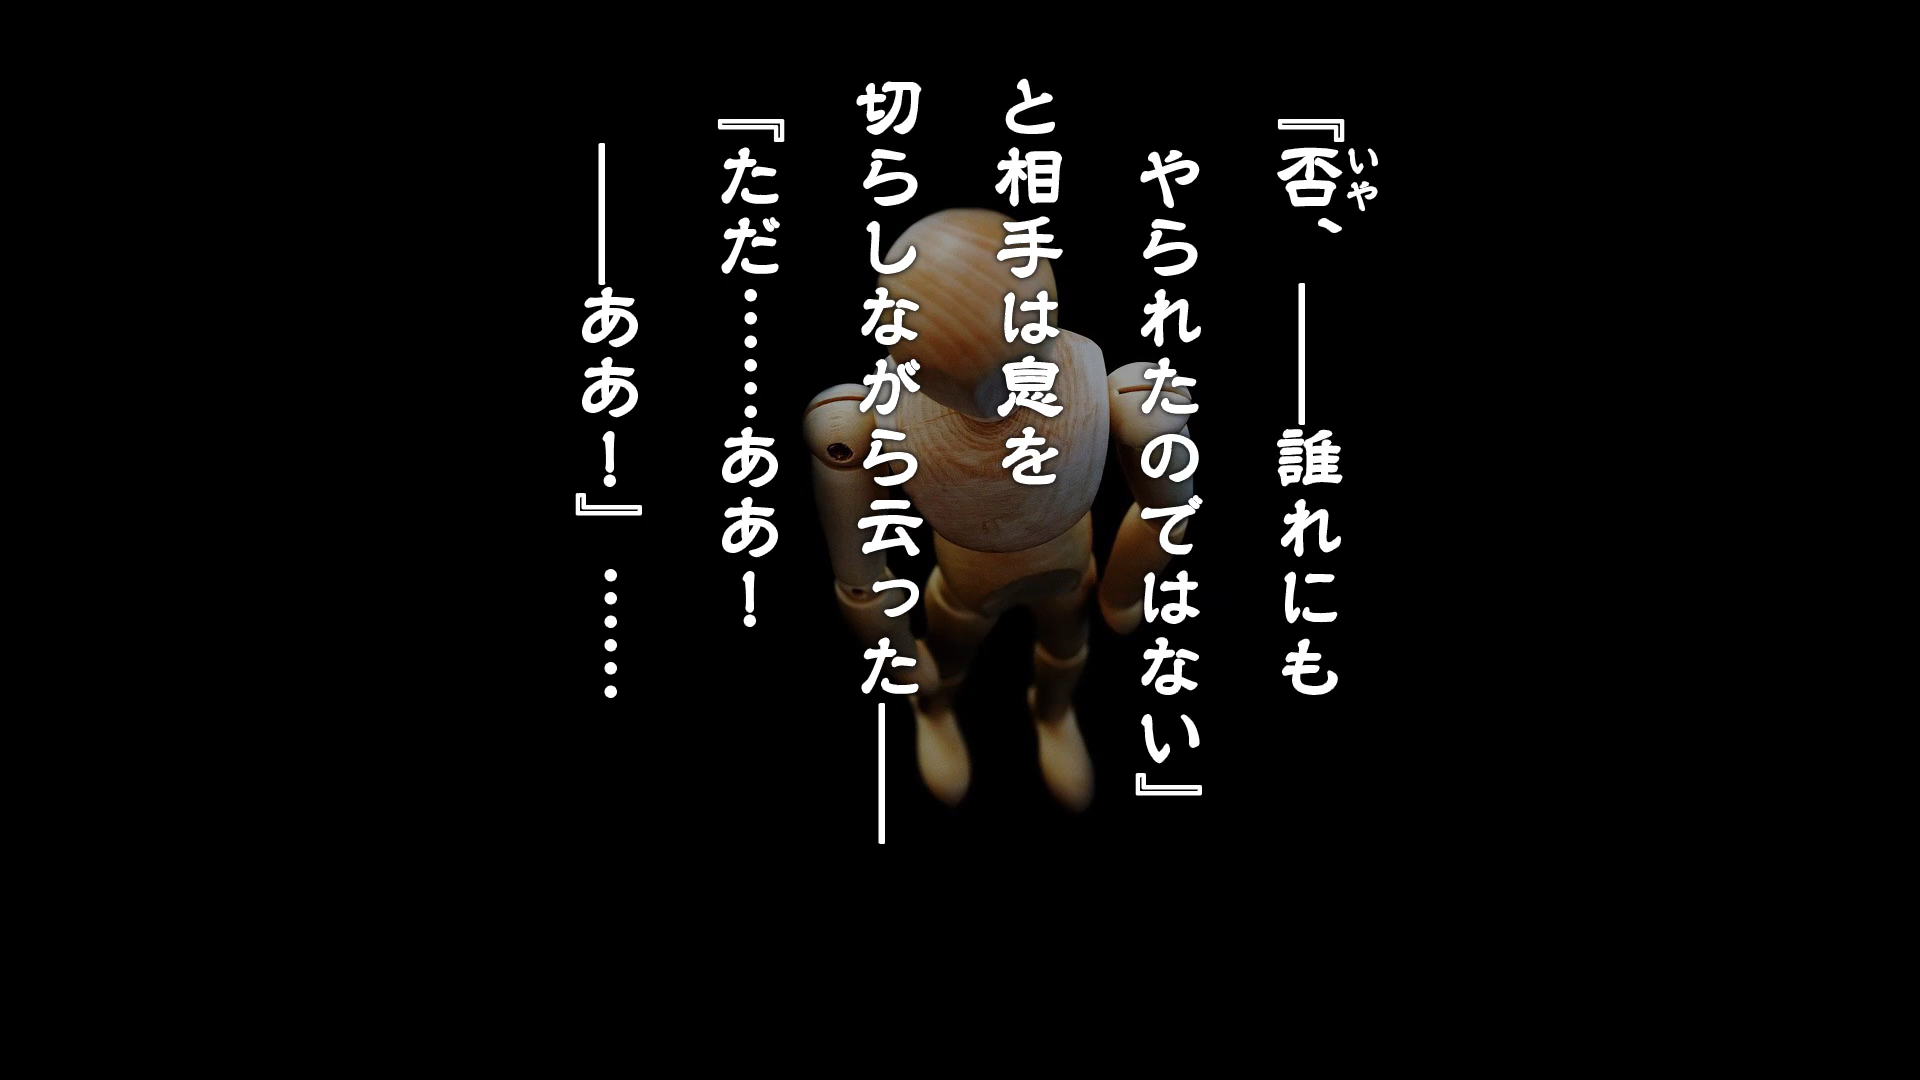 『否、　――誰れにも
やられたのではない』
と相手は息を
切らしながら云った――
『ただ……ああ！
――ああ！』……